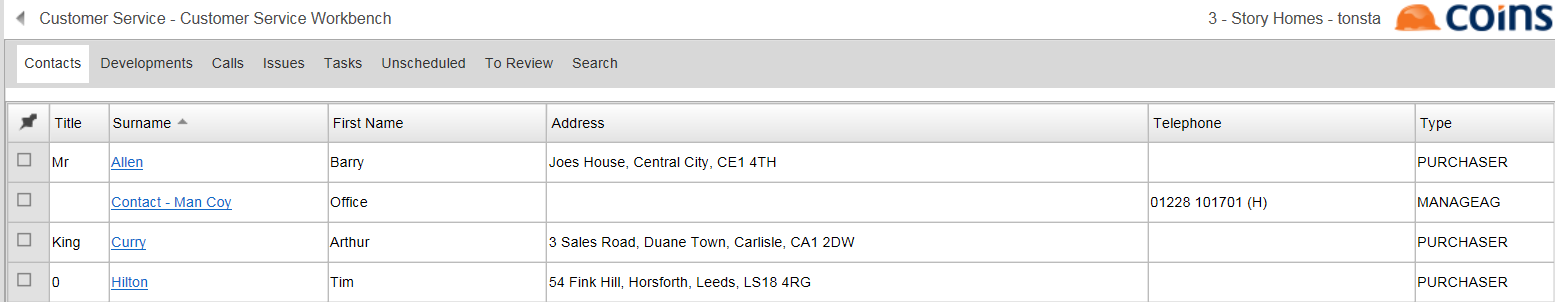 Customer Service - Customer Service Workbench 3 - Story Homes - tonsta coins
Contacts Developments Calls Issues Tasks Unscheduled To Review Search
Title Surname First Name Address Telephone Type
Mr Allen Barry Joes House, Central City, CE1 4TH PURCHASER
Contact - Man Coy Office 01228 101701 (H) MANAGEAG
King Curry Arthur 3 Sales Road, Duane Town, Carlisle, CA1 2DW PURCHASER
0 Hilton Tim 54 Fink Hill, Horsforth, Leeds, LS18 4RG PURCHASER